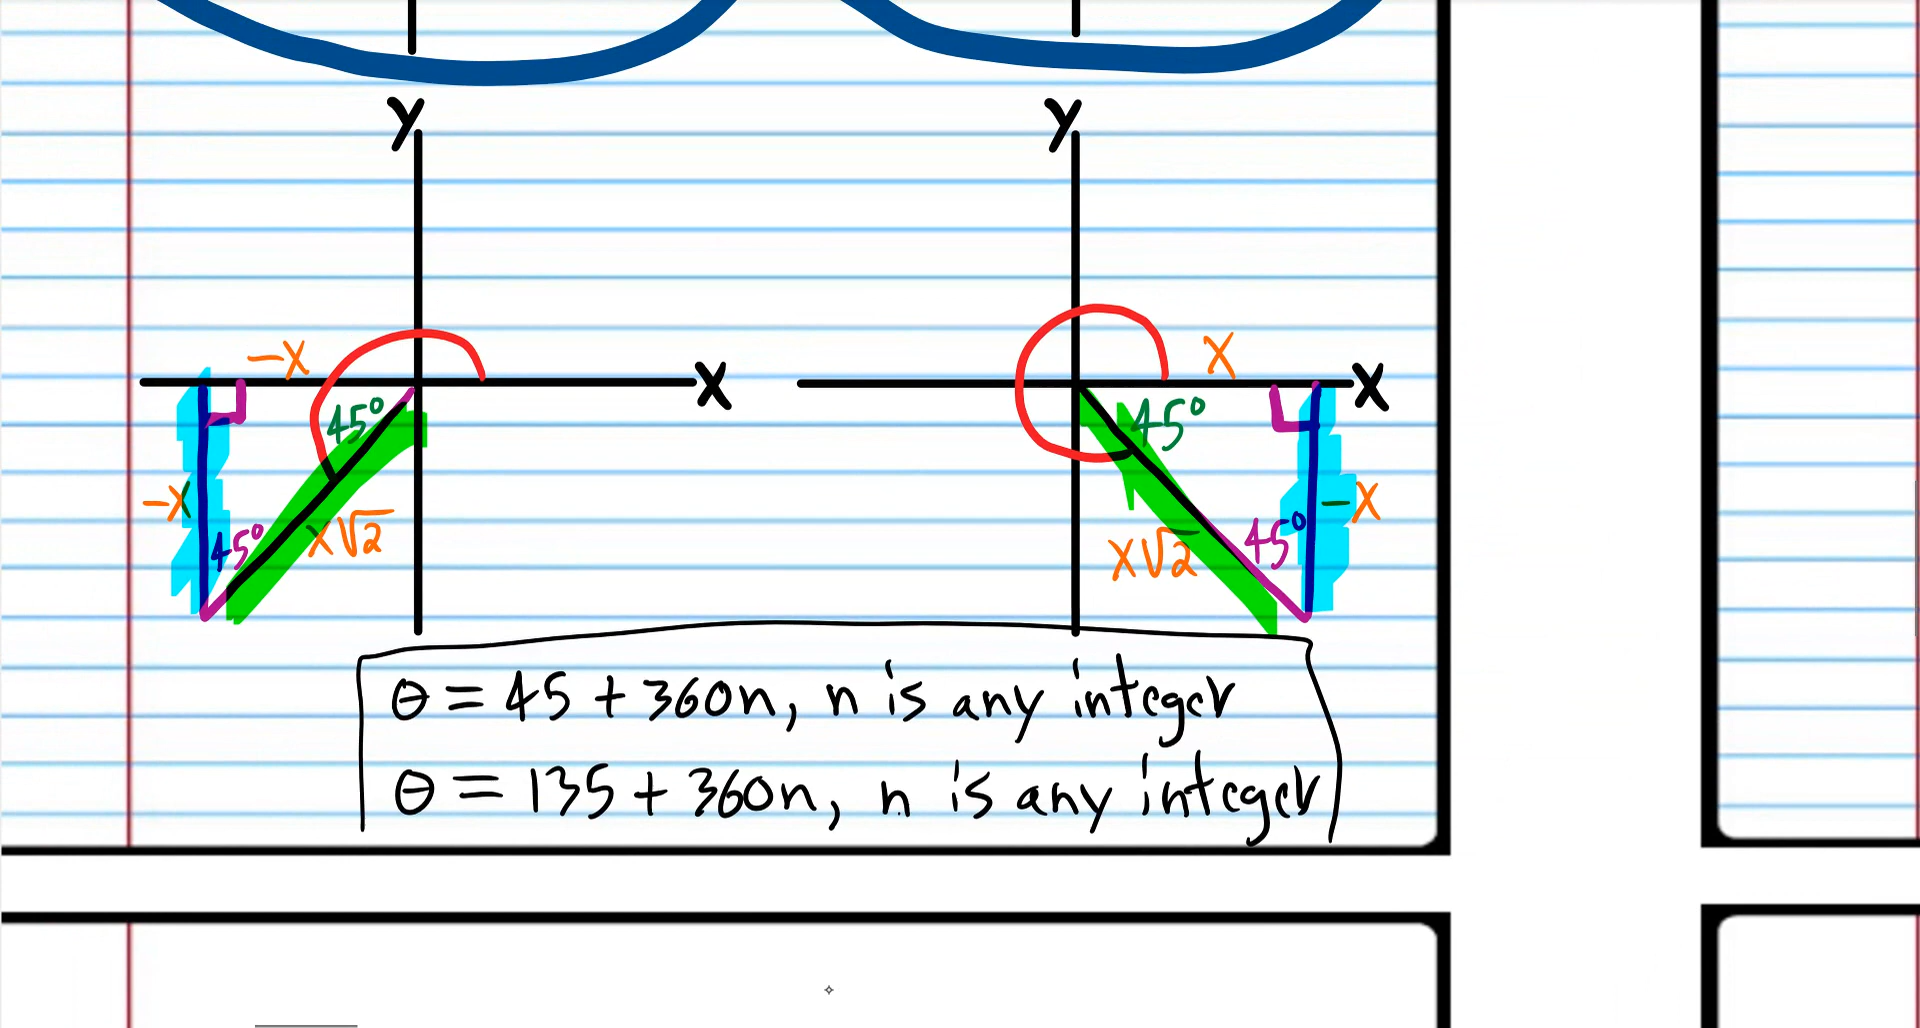 y
y
-x
x
x
x
45°
45°
-x
-x
45°
x√2
x√2
45°
θ = 45 + 360n, n is any integer
θ = 135 + 360n, n is any integer